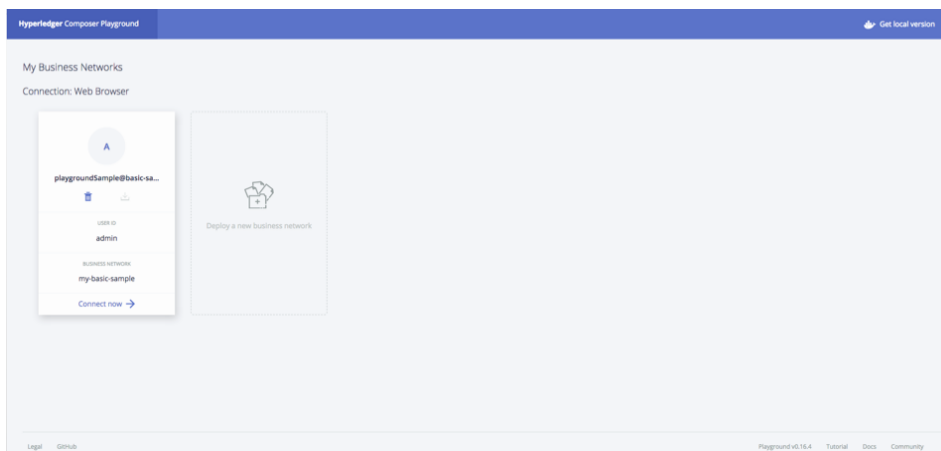 Hyperledger Composer Playground
Get local version
My Business Networks
Connection: Web Browser
A
playgroundSample@basic-sa...
USER ID
admin
BUSINESS NETWORK
my-basic-sample
Connect now
Deploy a new business network
Legal GitHub
Playground v0.16.4 Tutorial Docs Community